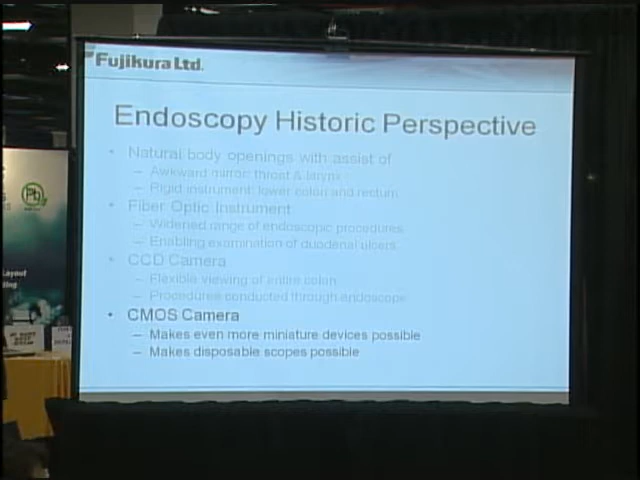 Fujikura Ltd.
Endoscopy Historic Perspective
• Natural body openings with assist of
– Awkward mirror: throat & larynx
– Rigid instrument: lower colon and rectum
• Fiber Optic Instrument
– Widened range of endoscopic procedures
– Enabling examination of duodenal ulcers
• CCD Camera
– Flexible viewing of entire colon
– Procedures conducted through endoscope
• CMOS Camera
– Makes even more miniature devices possible
– Makes disposable scopes possible
Pb
Layout